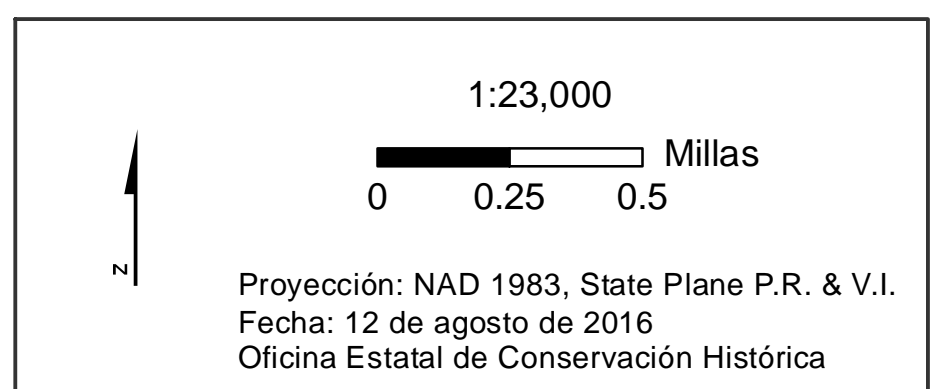 1:23,000
Millas
0 0.25 0.5
N
Proyección: NAD 1983, State Plane P.R. & V.I.
Fecha: 12 de agosto de 2016
Oficina Estatal de Conservación Histórica